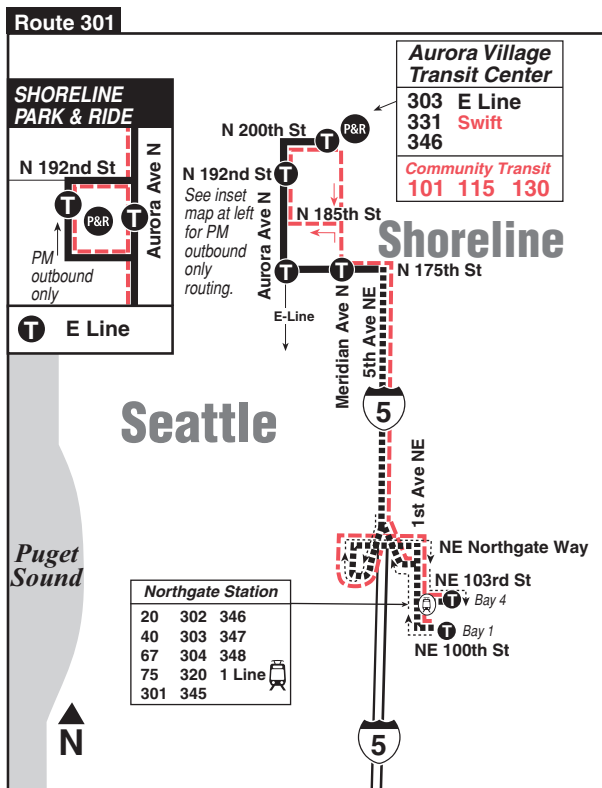 Route 301
SHORELINE
PARK & RIDE
N 192nd St
T
P&R
T
Aurora Ave N
PM
outbound
only
T E Line
Aurora Village
Transit Center
303 E Line
331 Swift
346
Community Transit
101 115 130
N 200th St
T
P&R
N 192nd St
T
See inset
map at left
for PM
outbound
only
routing.
Aurora Ave N
N 185th St
Shoreline
T
T
N 175th St
E-Line
Meridian Ave N
5th Ave NE
5
Seattle
1st Ave NE
NE Northgate Way
Puget
Sound
NE 103rd St
T Bay 4
T Bay 1
NE 100th St
Northgate Station
20 302 346
40 303 347
67 304 348
75 320 1 Line
301 345
N
5